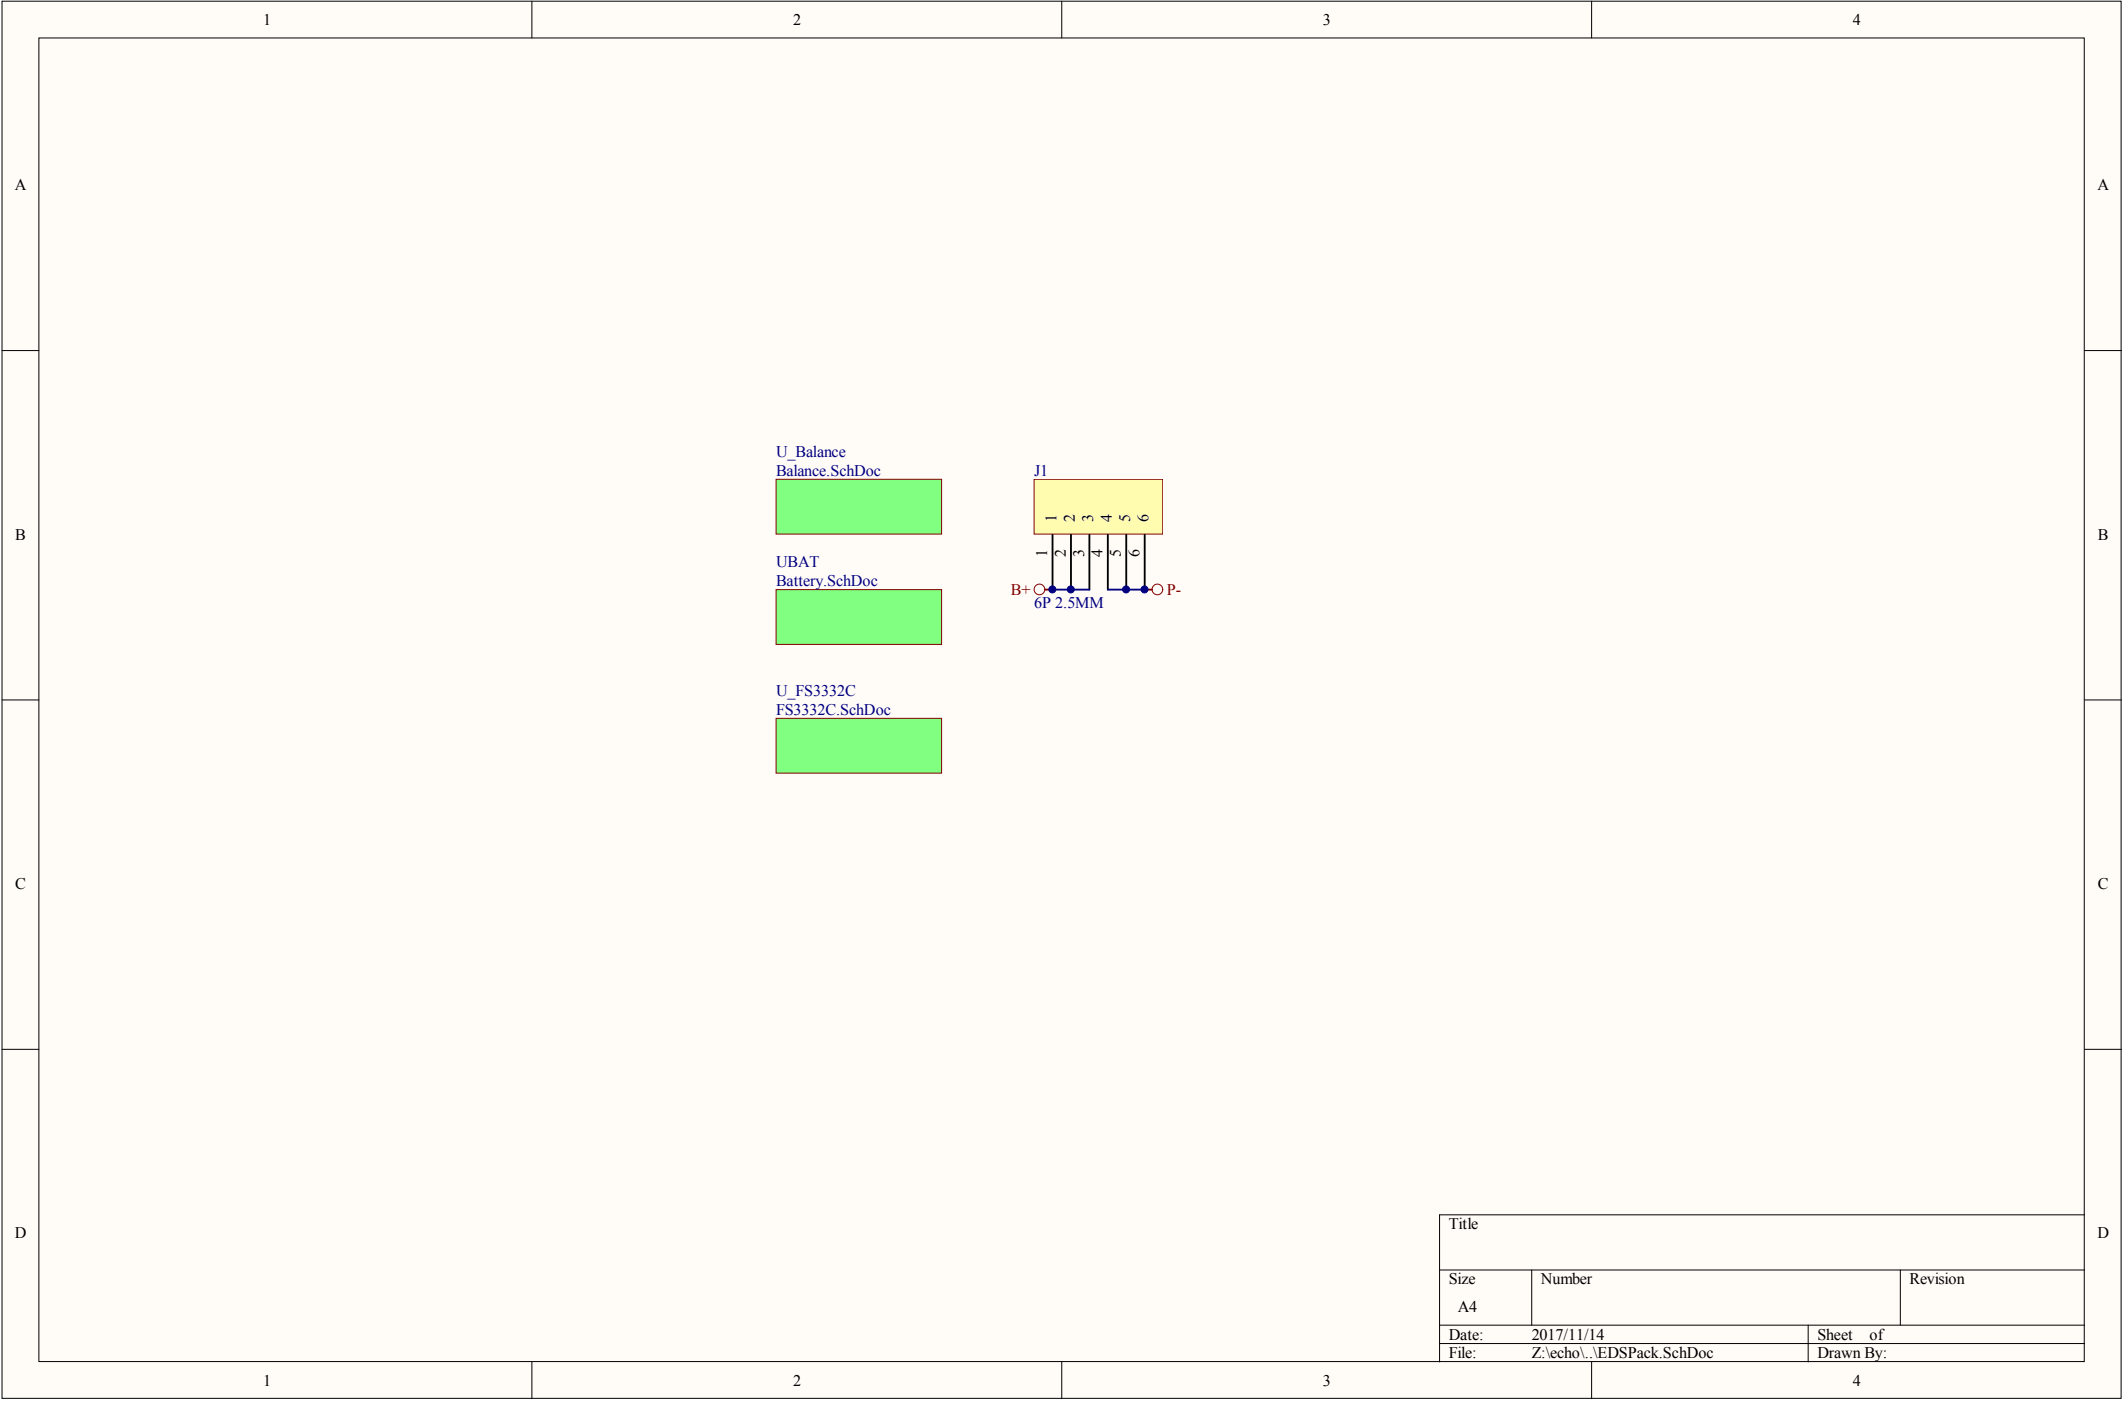 1 2 3 4
A A
U_Balance
Balance.SchDoc
J1
1 2 3 4 5 6
B B
1 2 3 4 5 6
UBAT
Battery.SchDoc
B+ P-
6P 2.5MM
U_FS3332C
FS3332C.SchDoc
C C
D D
Title
Size Number Revision
A4
Date: 2017/11/14 Sheet of
File: Z:\echo\..\EDSPack.SchDoc Drawn By:
1 2 3 4